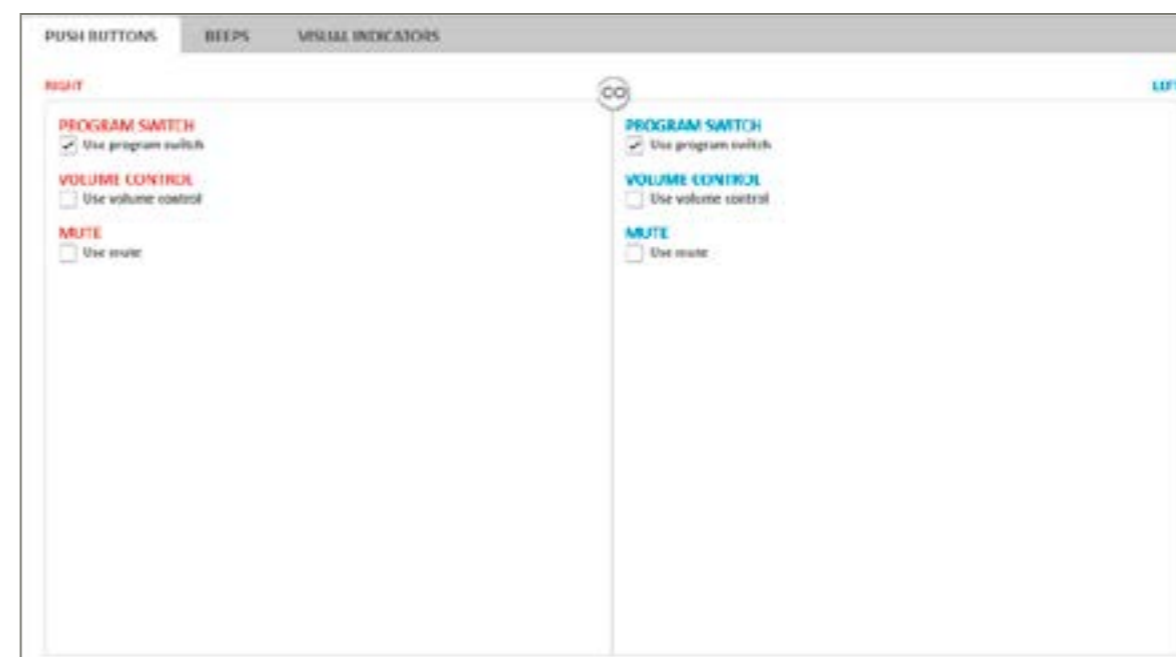 PUSH BUTTONS BEEPS VISUAL INDICATORS
RIGHT LEFT
PROGRAM SWITCH
Use program switch
VOLUME CONTROL
Use volume control
MUTE
Use mute
PROGRAM SWITCH
Use program switch
VOLUME CONTROL
Use volume control
MUTE
Use mute